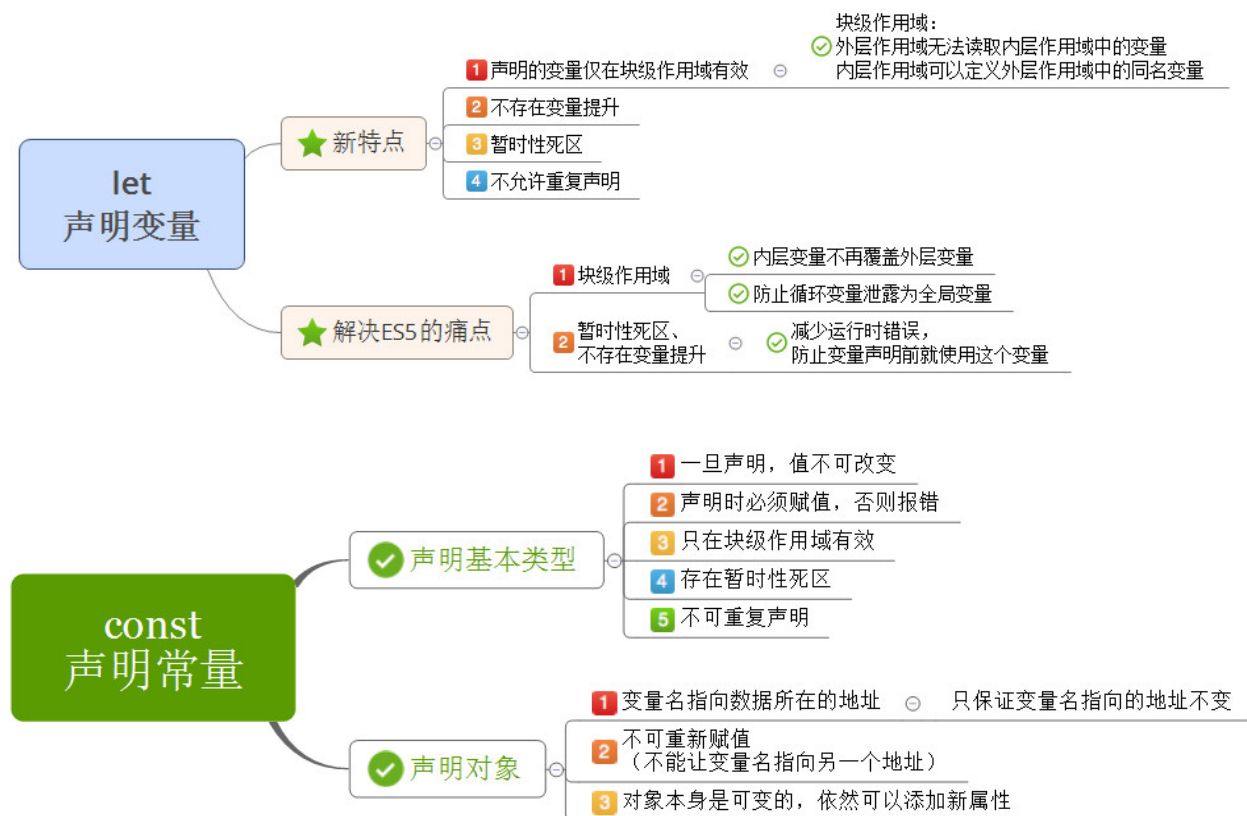 let
声明变量
新特点
1 声明的变量仅在块级作用域有效
块级作用域：
外层作用域无法读取内层作用域中的变量
内层作用域可以定义外层作用域中的同名变量
2 不存在变量提升
3 暂时性死区
4 不允许重复声明
解决ES5的痛点
1 块级作用域
内层变量不再覆盖外层变量
防止循环变量泄露为全局变量
2 暂时性死区、
不存在变量提升
减少运行时错误，
防止变量声明前就使用这个变量
const
声明常量
声明基本类型
1 一旦声明，值不可改变
2 声明时必须赋值，否则报错
3 只在块级作用域有效
4 存在暂时性死区
5 不可重复声明
声明对象
1 变量名指向数据所在的地址
只保证变量名指向的地址不变
2 不可重新赋值
（不能让变量名指向另一个地址）
3 对象本身是可变的，依然可以添加新属性